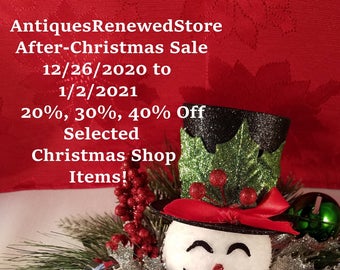 AntiquesRenewedStore
After-Christmas Sale
12/26/2020 to
1/2/2021
20%, 30%, 40% Off
Selected
Christmas Shop
Items!